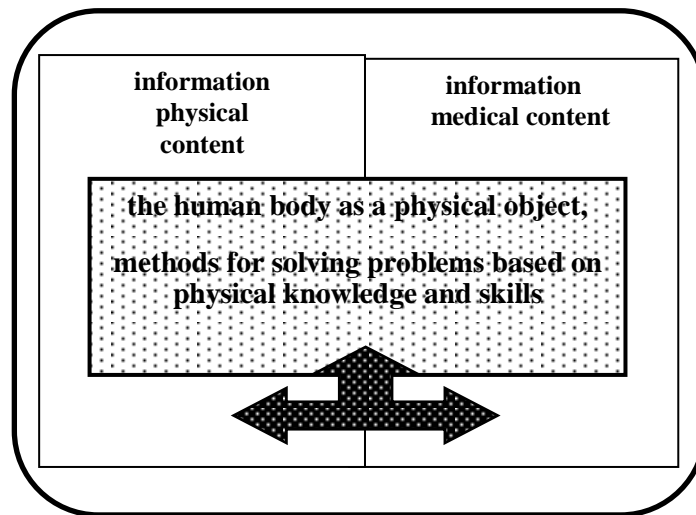 information
physical
content
information
medical content
the human body as a physical object,
methods for solving problems based on
physical knowledge and skills